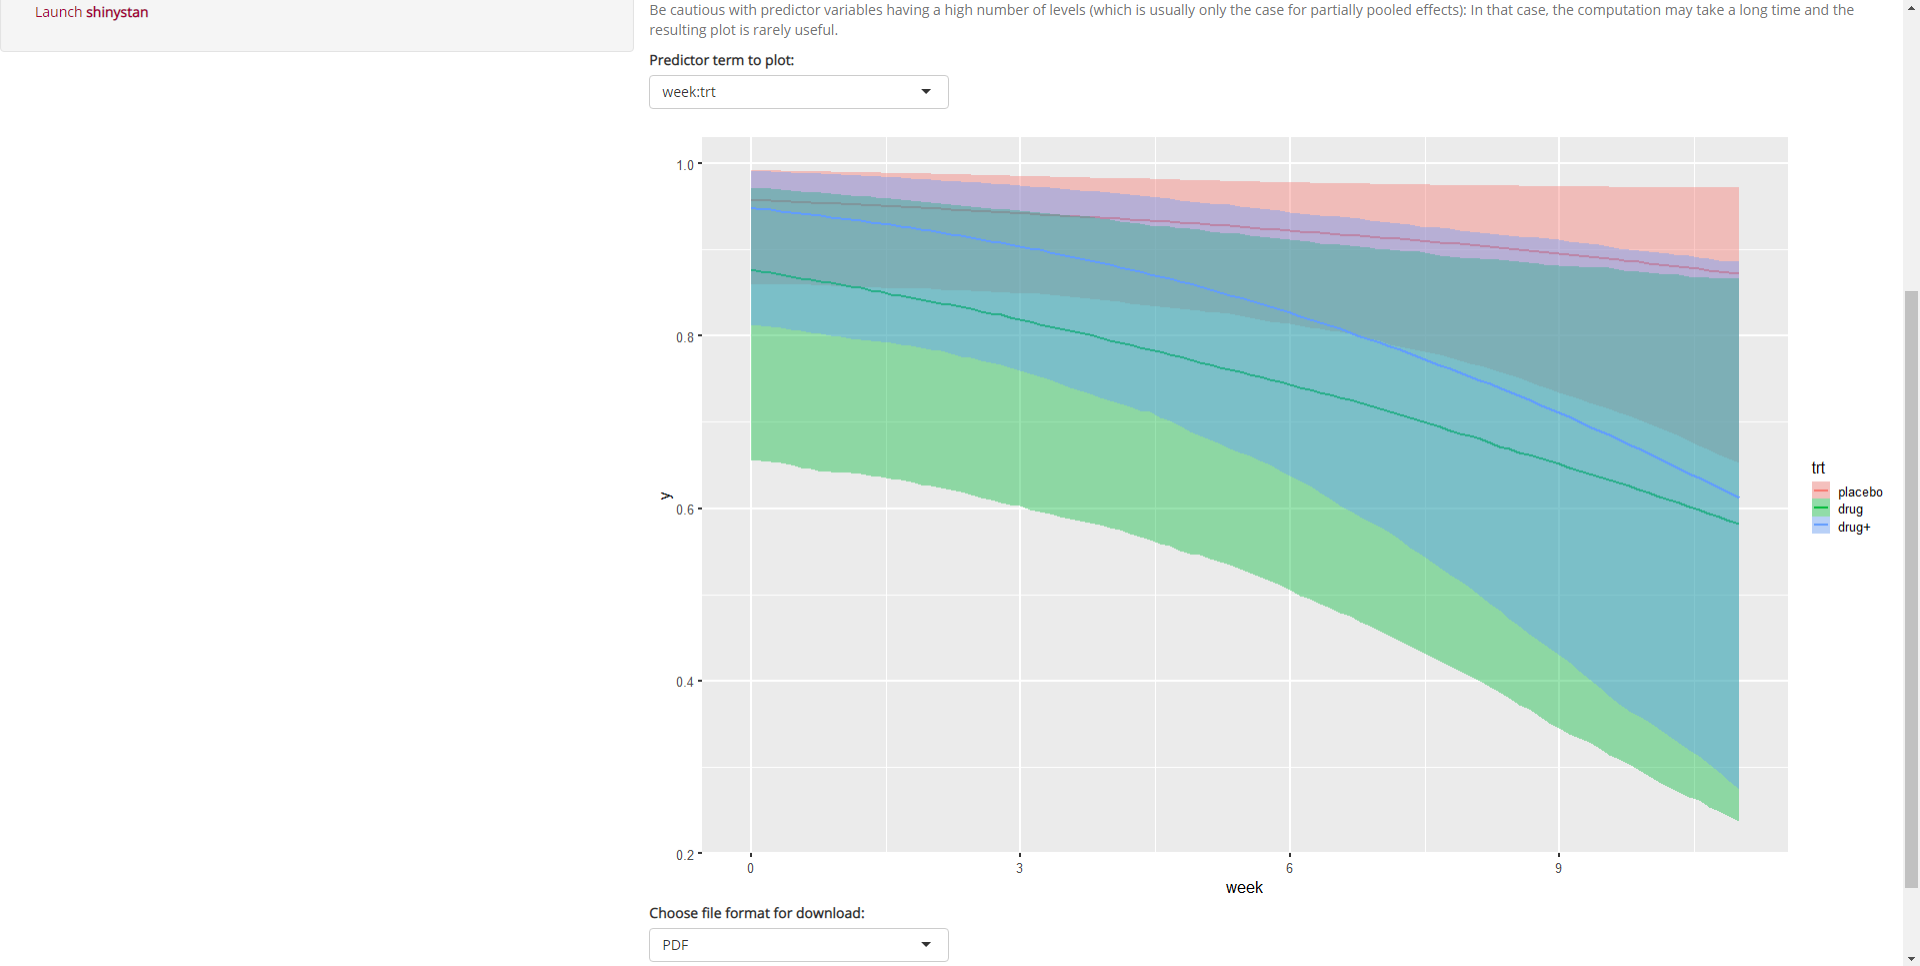 Launch shinystan
Be cautious with predictor variables having a high number of levels (which is usually only the case for partially pooled effects): In that case, the computation may take a long time and the
resulting plot is rarely useful.
Predictor term to plot:
week:trt
1.0
0.8
0.6
0.4
0.2
y
0
3
6
9
week
trt
placebo
drug
drug+
Choose file format for download:
PDF